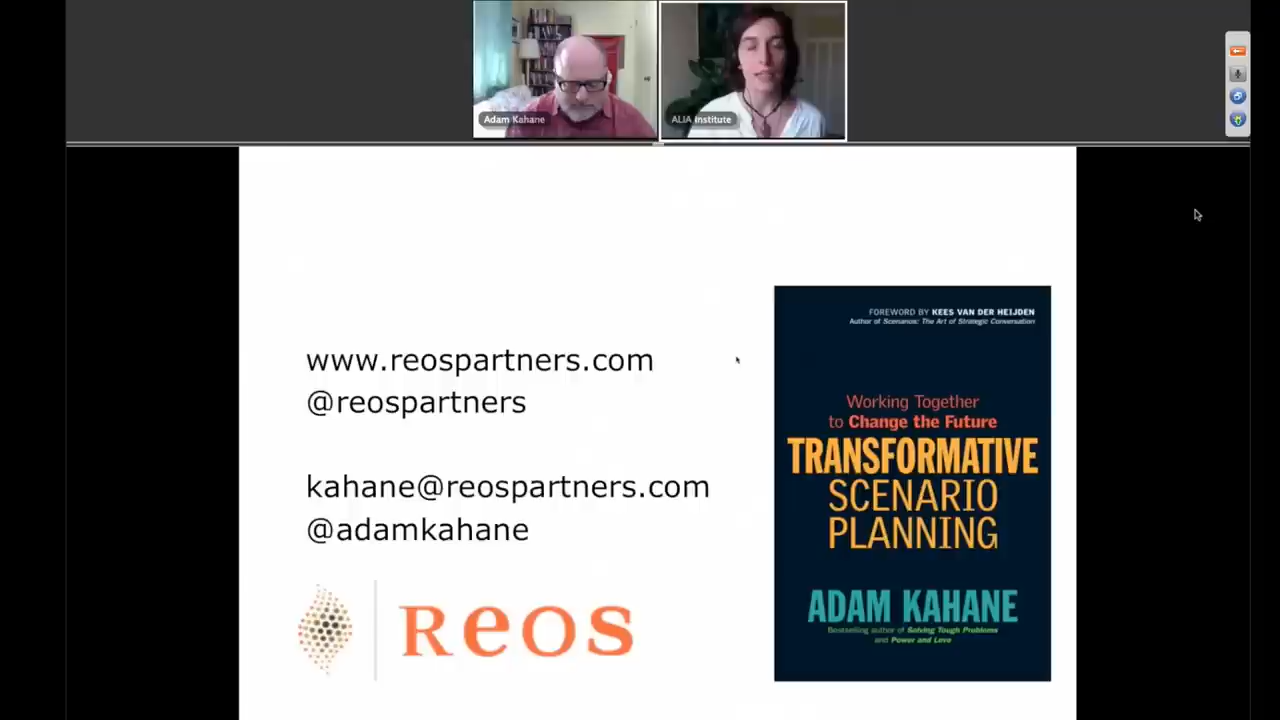 Adam Kahane
ALIA Institute
www.reospartners.com
@reospartners
kahane@reospartners.com
@adamkahane
REOS
FOREWORD BY KEES VAN DER HEIJDEN
Author of Scenarios: The Art of Strategic Conversation
Working Together
to Change the Future
TRANSFORMATIVE
SCENARIO
PLANNING
ADAM KAHANE
Bestselling author of Solving Tough Problems
and Power and Love